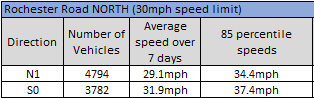 Rochester Road NORTH (30mph speed limit)
Direction Number of Vehicles Average speed over 7 days 85 percentile speeds
N1 4794 29.1mph 34.4mph
S0 3782 31.9mph 37.4mph